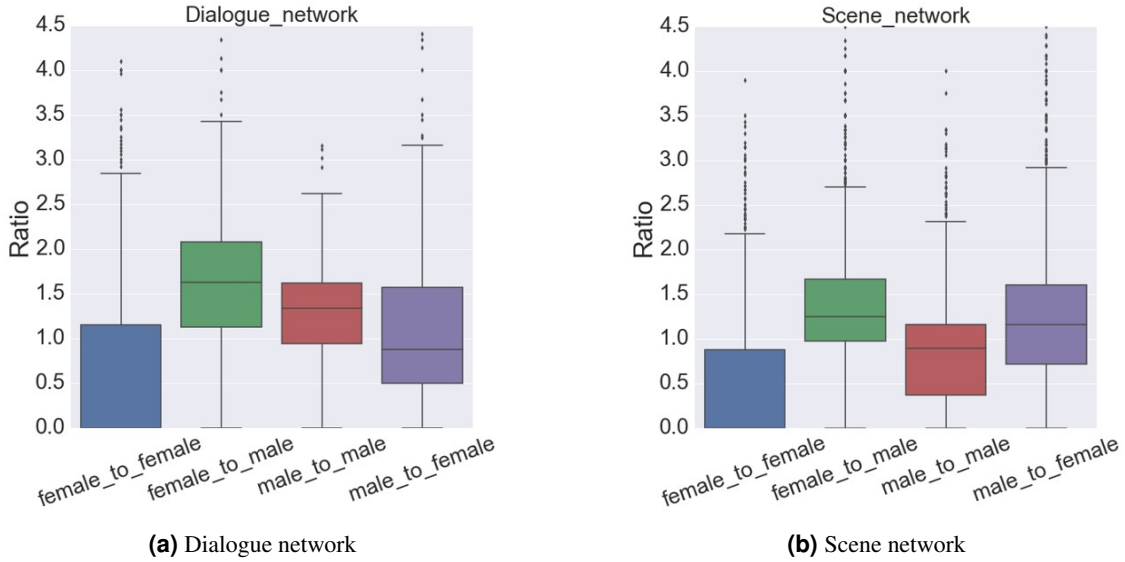 Dialogue_network
4.5
4.0
3.5
3.0
2.5
2.0
1.5
1.0
0.5
0.0
Ratio
female_to_female
female_to_male
male_to_male
male_to_female
(a) Dialogue network
Scene_network
4.5
4.0
3.5
3.0
2.5
2.0
1.5
1.0
0.5
0.0
Ratio
female_to_female
female_to_male
male_to_male
male_to_female
(b) Scene network